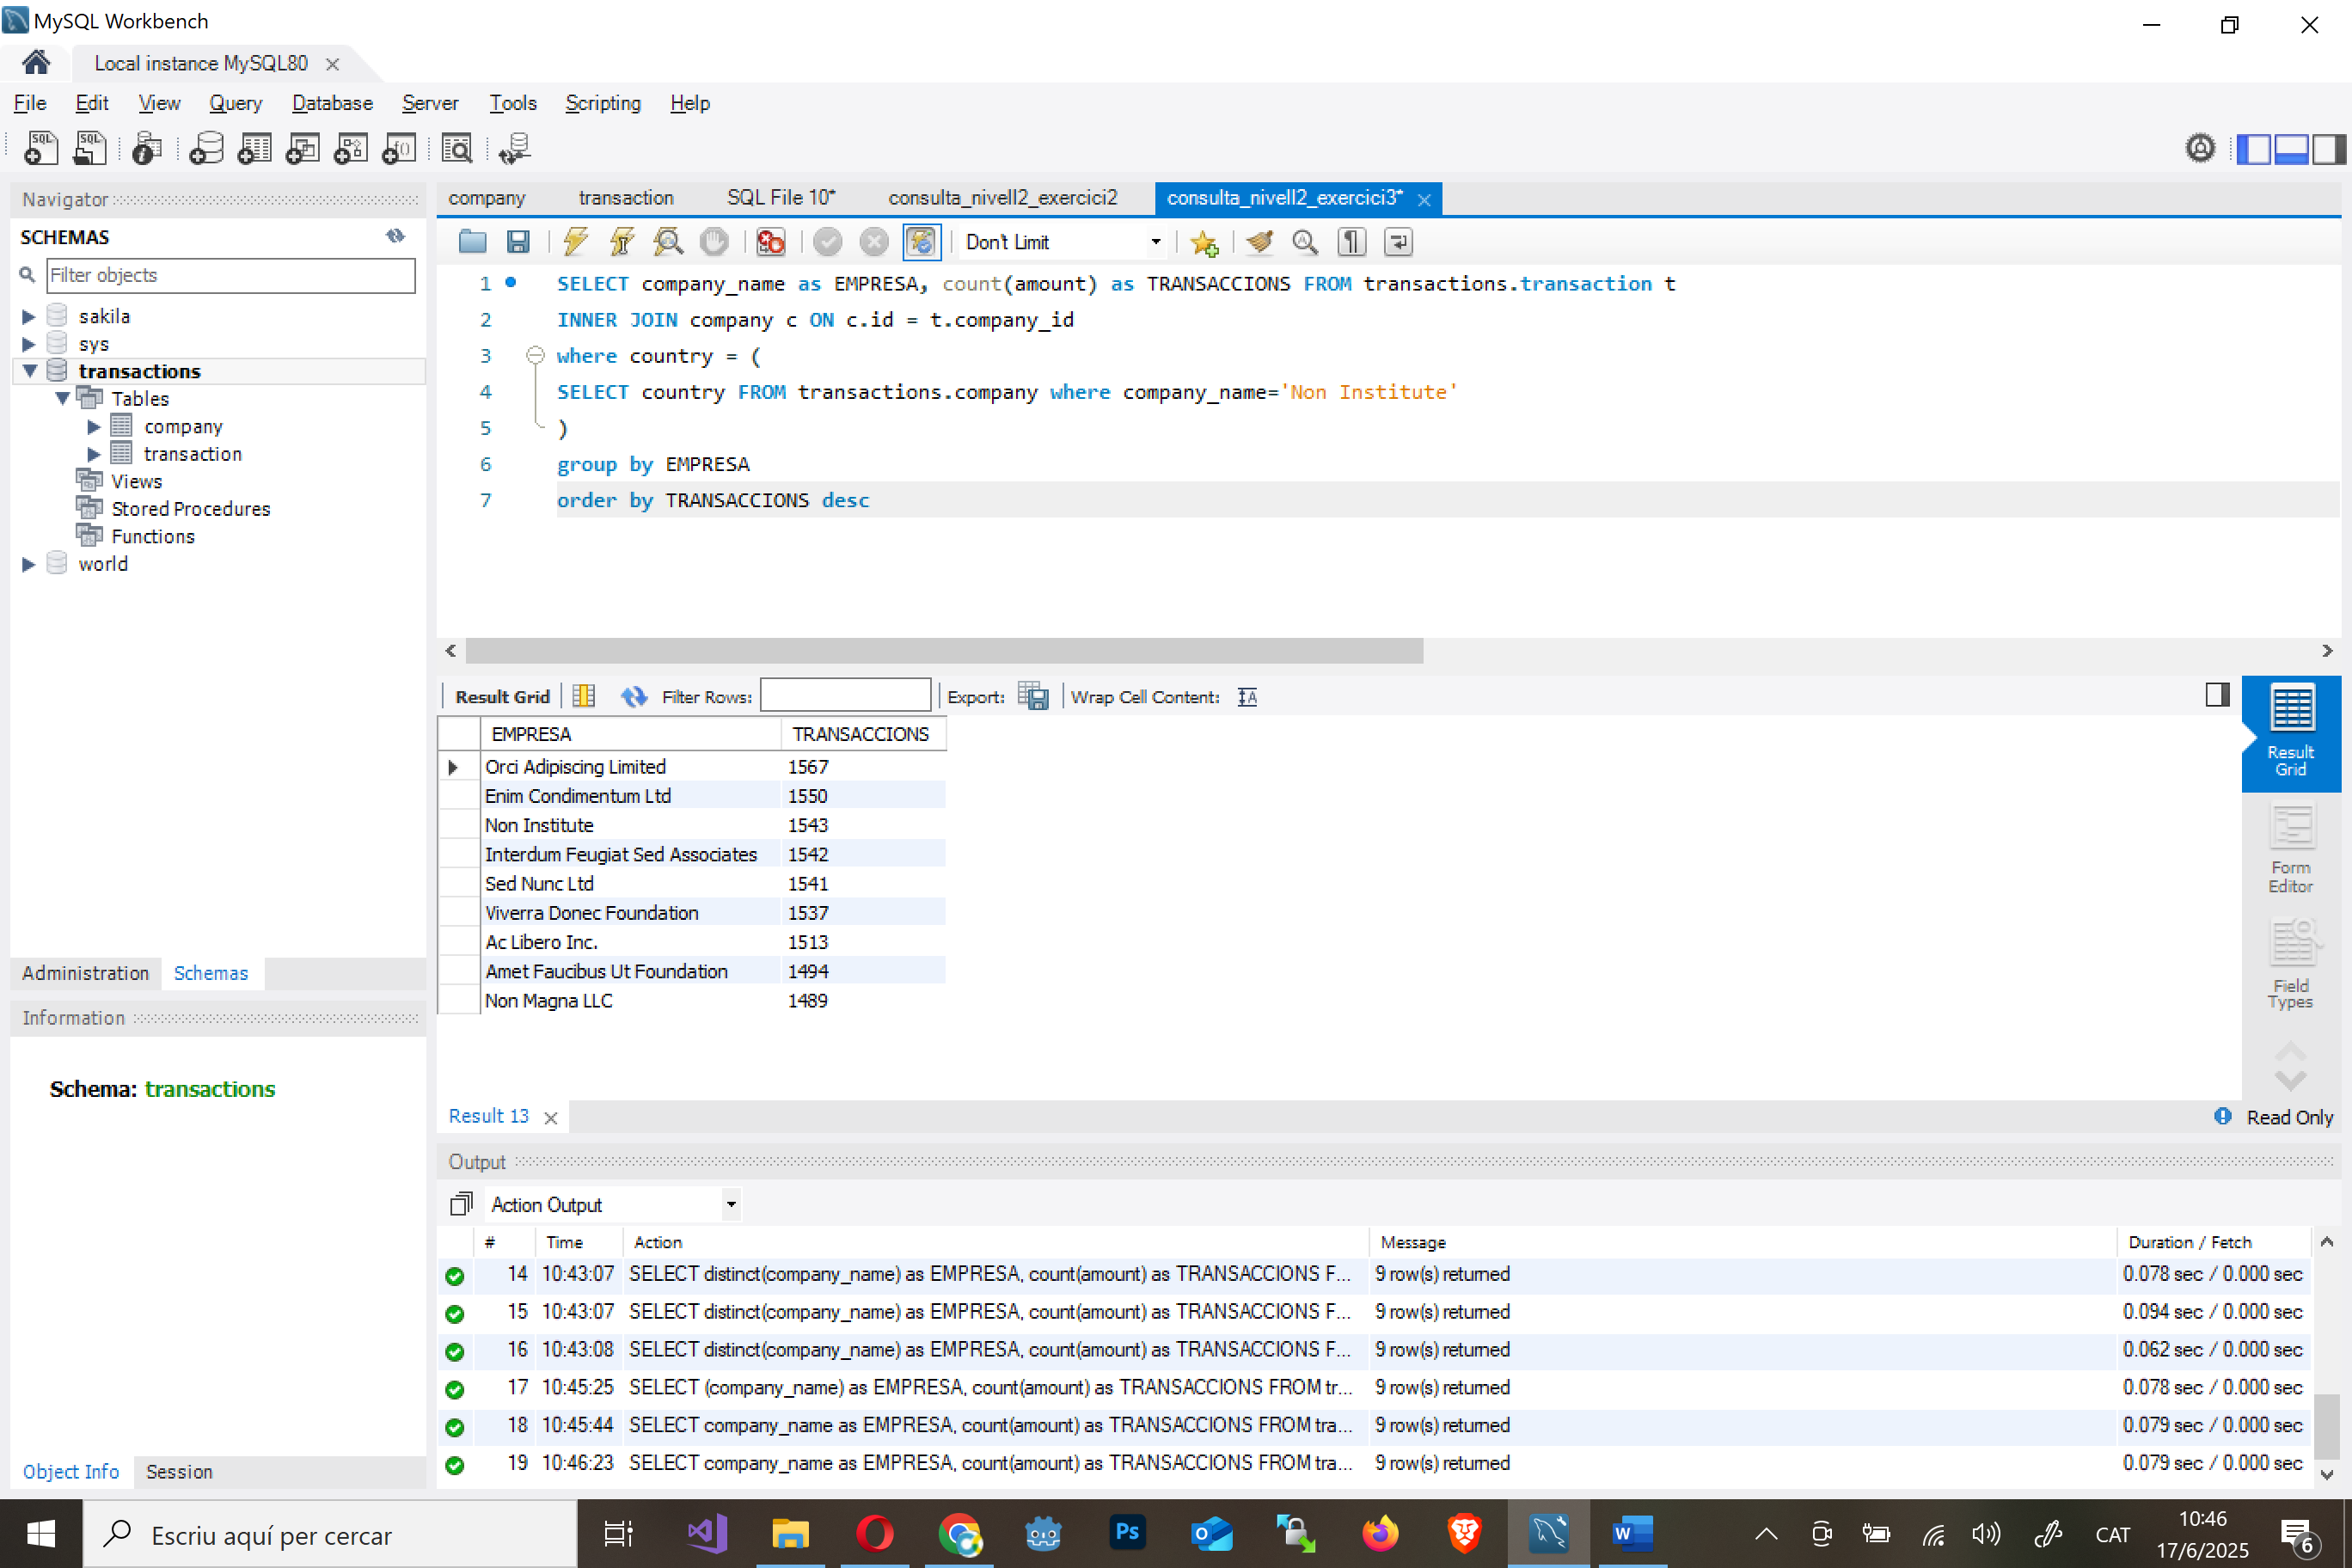 MySQL Workbench
Local instance MySQL80
File Edit View Query Database Server Tools Scripting Help
Navigator
SCHEMAS
Filter objects
sakila
sys
transactions
Tables
company
transaction
Views
Stored Procedures
Functions
world
Administration Schemas
Information
Schema: transactions
Object Info Session
company transaction SQL File 10* consulta_nivell2_exercici2 consulta_nivell2_exercici3*
Don't Limit
1 SELECT company_name as EMPRESA, count(amount) as TRANSACCIONS FROM transactions.transaction t
2 INNER JOIN company c ON c.id = t.company_id
3 where country = (
4 SELECT country FROM transactions.company where company_name='Non Institute'
5 )
6 group by EMPRESA
7 order by TRANSACCIONS desc
Result Grid Filter Rows: Export: Wrap Cell Content:
EMPRESA TRANSACCIONS
Orci Adipiscing Limited 1567
Enim Condimentum Ltd 1550
Non Institute 1543
Interdum Feugiat Sed Associates 1542
Sed Nunc Ltd 1541
Viverra Donec Foundation 1537
Ac Libero Inc. 1513
Amet Faucibus Ut Foundation 1494
Non Magna LLC 1489
Result
Grid
Form
Editor
Field
Types
Result 13
Read Only
Output
Action Output
# Time Action Message Duration / Fetch
14 10:43:07 SELECT distinct(company_name) as EMPRESA, count(amount) as TRANSACCIONS F... 9 row(s) returned 0.078 sec / 0.000 sec
15 10:43:07 SELECT distinct(company_name) as EMPRESA, count(amount) as TRANSACCIONS F... 9 row(s) returned 0.094 sec / 0.000 sec
16 10:43:08 SELECT distinct(company_name) as EMPRESA, count(amount) as TRANSACCIONS F... 9 row(s) returned 0.062 sec / 0.000 sec
17 10:45:25 SELECT (company_name) as EMPRESA, count(amount) as TRANSACCIONS FROM tr... 9 row(s) returned 0.078 sec / 0.000 sec
18 10:45:44 SELECT company_name as EMPRESA, count(amount) as TRANSACCIONS FROM tra... 9 row(s) returned 0.079 sec / 0.000 sec
19 10:46:23 SELECT company_name as EMPRESA, count(amount) as TRANSACCIONS FROM tra... 9 row(s) returned 0.079 sec / 0.000 sec
Escriu aquí per cercar
Ps
CAT
10:46
17/6/2025
6